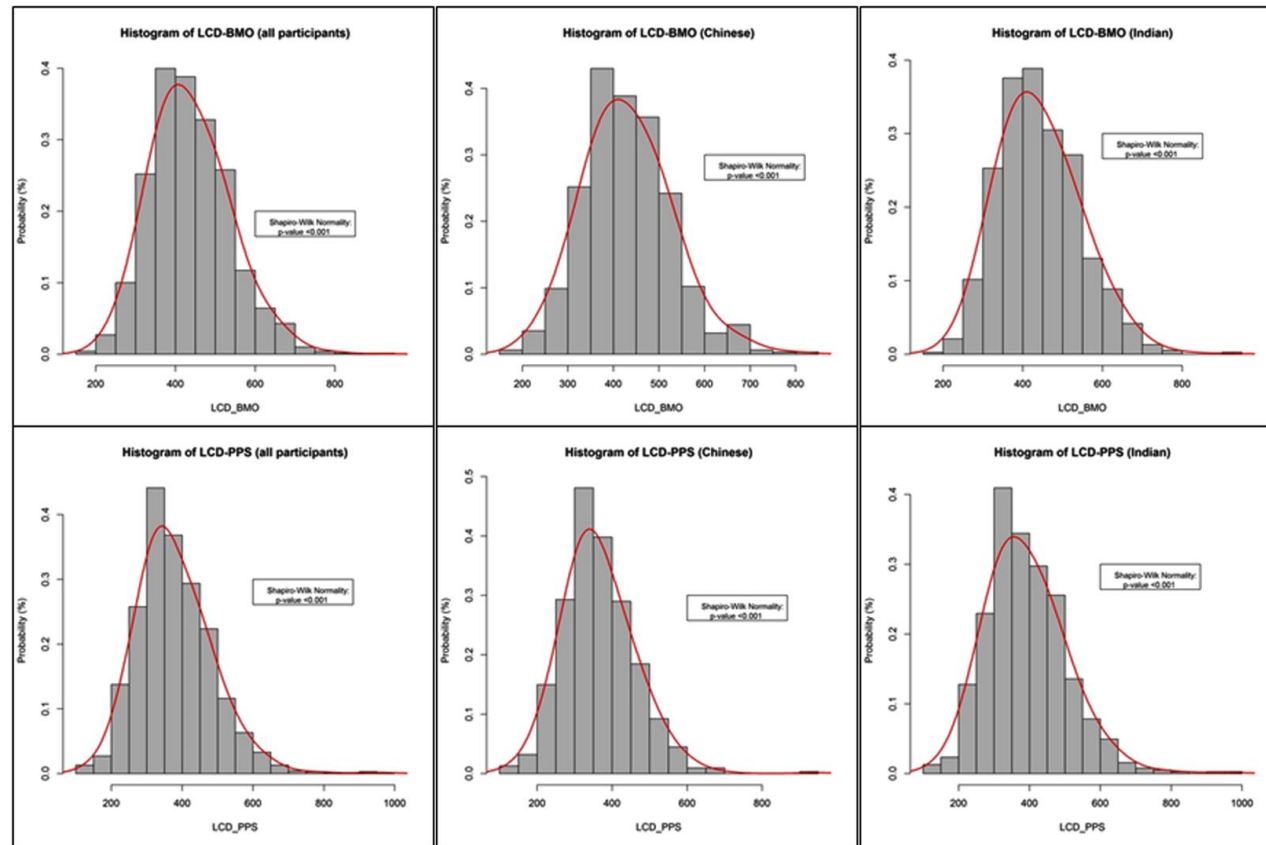 Histogram of LCD-BMO (all participants)
Probability (%)
0.4
0.3
0.2
0.1
0.0
Shapiro-Wilk Normality:
p-value <0.001
200 400 600 800
LCD_BMO
Histogram of LCD-BMO (Chinese)
Probability (%)
0.4
0.3
0.2
0.1
0.0
Shapiro-Wilk Normality:
p-value <0.001
200 300 400 500 600 700 800
LCD_BMO
Histogram of LCD-BMO (Indian)
Probability (%)
0.4
0.3
0.2
0.1
0.0
Shapiro-Wilk Normality:
p-value <0.001
200 400 600 800
LCD_BMO
Histogram of LCD-PPS (all participants)
Probability (%)
0.4
0.3
0.2
0.1
0.0
Shapiro-Wilk Normality:
p-value <0.001
200 400 600 800 1000
LCD_PPS
Histogram of LCD-PPS (Chinese)
Probability (%)
0.5
0.4
0.3
0.2
0.1
0.0
Shapiro-Wilk Normality:
p-value <0.001
200 400 600 800
LCD_PPS
Histogram of LCD-PPS (Indian)
Probability (%)
0.4
0.3
0.2
0.1
0.0
Shapiro-Wilk Normality:
p-value <0.001
200 400 600 800 1000
LCD_PPS